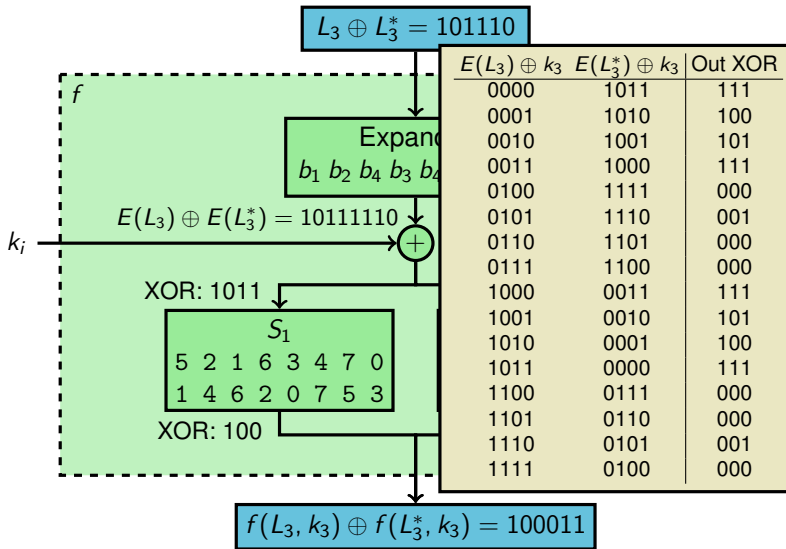 L₃ ⊕ L₃* = 101110
f
Expan
b₁ b₂ b₄ b₃ b₄
E(L₃) ⊕ E(L₃*) = 10111110
kᵢ
+
XOR: 1011
S₁
5 2 1 6 3 4 7 0
1 4 6 2 0 7 5 3
XOR: 100
f(L₃, k₃) ⊕ f(L₃*, k₃) = 100011
E(L₃) ⊕ k₃ E(L₃*) ⊕ k₃ Out XOR
0000 1011 111
0001 1010 100
0010 1001 101
0011 1000 111
0100 1111 000
0101 1110 001
0110 1101 000
0111 1100 000
1000 0011 111
1001 0010 101
1010 0001 100
1011 0000 111
1100 0111 000
1101 0110 000
1110 0101 001
1111 0100 000